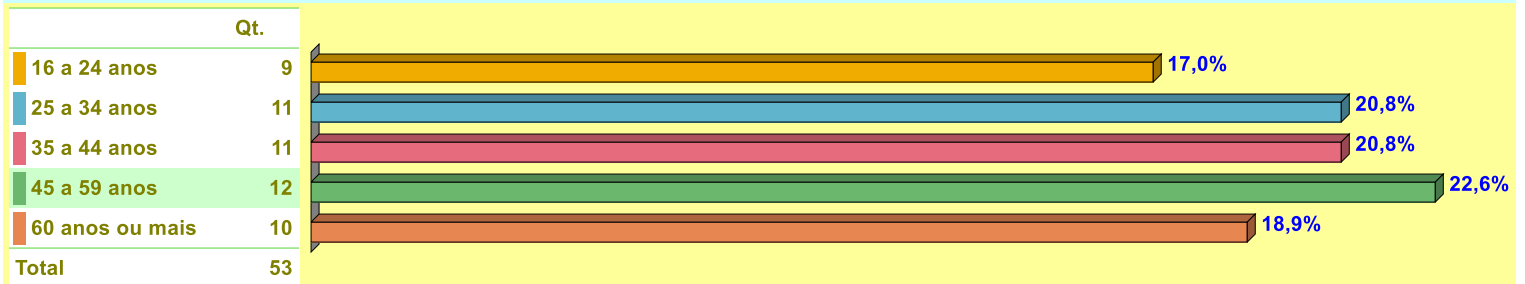 Qt.
16 a 24 anos 9 17,0%
25 a 34 anos 11 20,8%
35 a 44 anos 11 20,8%
45 a 59 anos 12 22,6%
60 anos ou mais 10 18,9%
Total 53